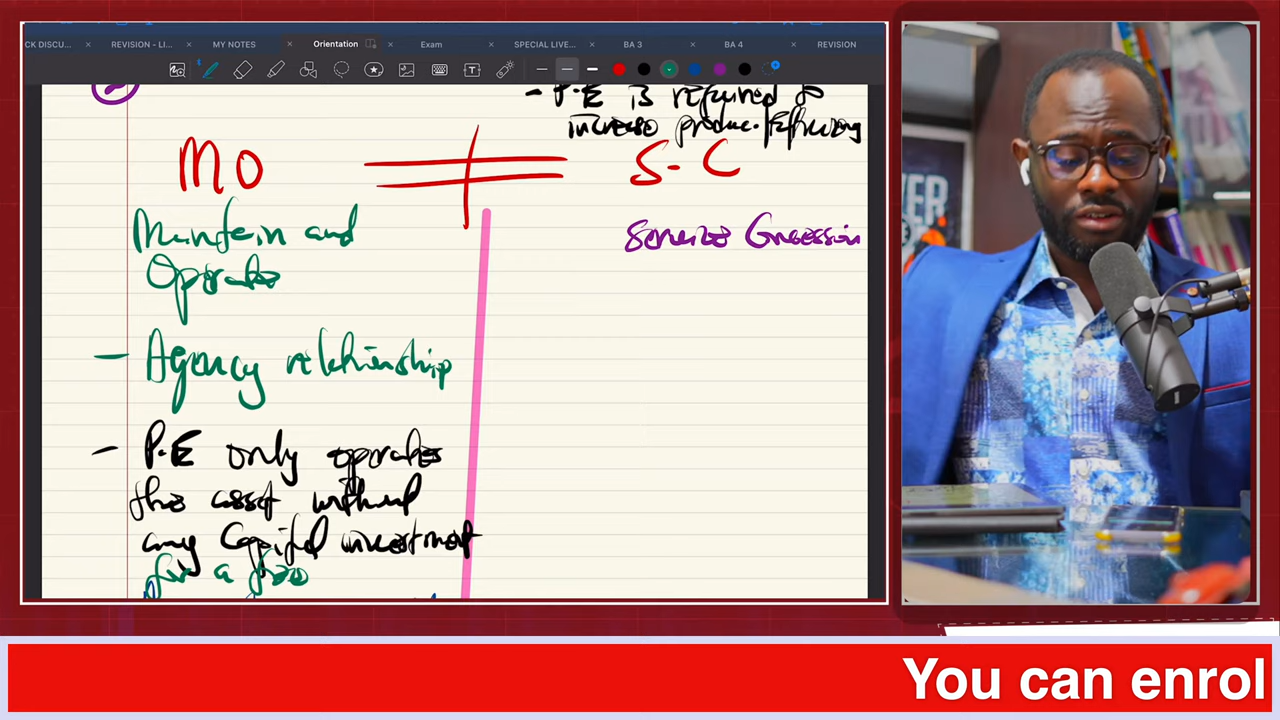 CK DISCU...
REVISION - LI...
MY NOTES
Orientation
Exam
SPECIAL LIVE...
BA 3
BA 4
REVISION
- P.E is required to
increase produc./Efficiency
MO
S-C
Maintain and
Operate
Service Concession
- Agency relationship
- P.E only operates
the asset without
any Capital investment
for a fee
You can enrol